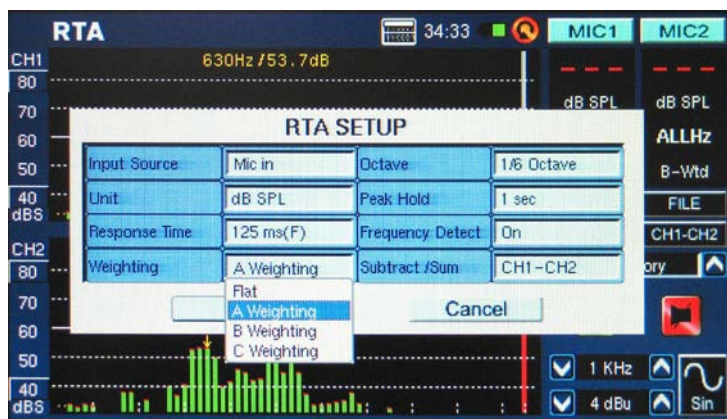 RTA
34:33
MIC1
MIC2
CH1
630Hz/53.7dB
80
70
60
50
40
dBS
--- ---
dB SPL
dB SPL
ALLHz
B-Wtd
FILE
CH1-CH2
RTA SETUP
Input Source
Mic in
Octave
1/6 Octave
Unit
dB SPL
Peak Hold
1 sec
Response Time
125 ms(F)
Frequency Detect
On
Weighting
A Weighting
Subtract /Sum
CH1-CH2
Flat
A Weighting
B Weighting
C Weighting
Cancel
CH2
80
70
60
50
40
dBS
ory
1 KHz
4 dBu
Sin